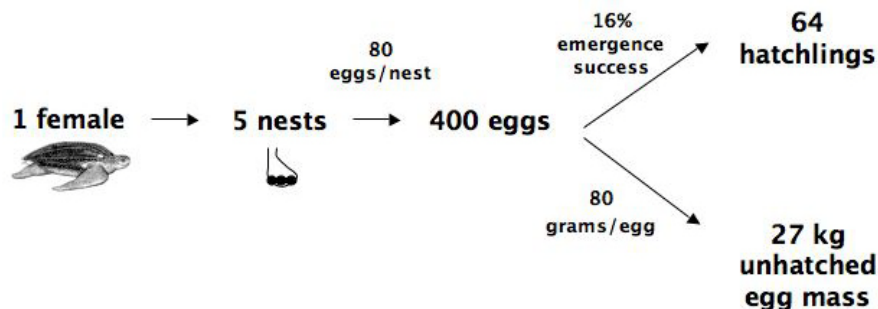 1 female
5 nests
80
eggs/nest
400 eggs
16%
emergence
success
64
hatchlings
80
grams/egg
27 kg
unhatched
egg mass